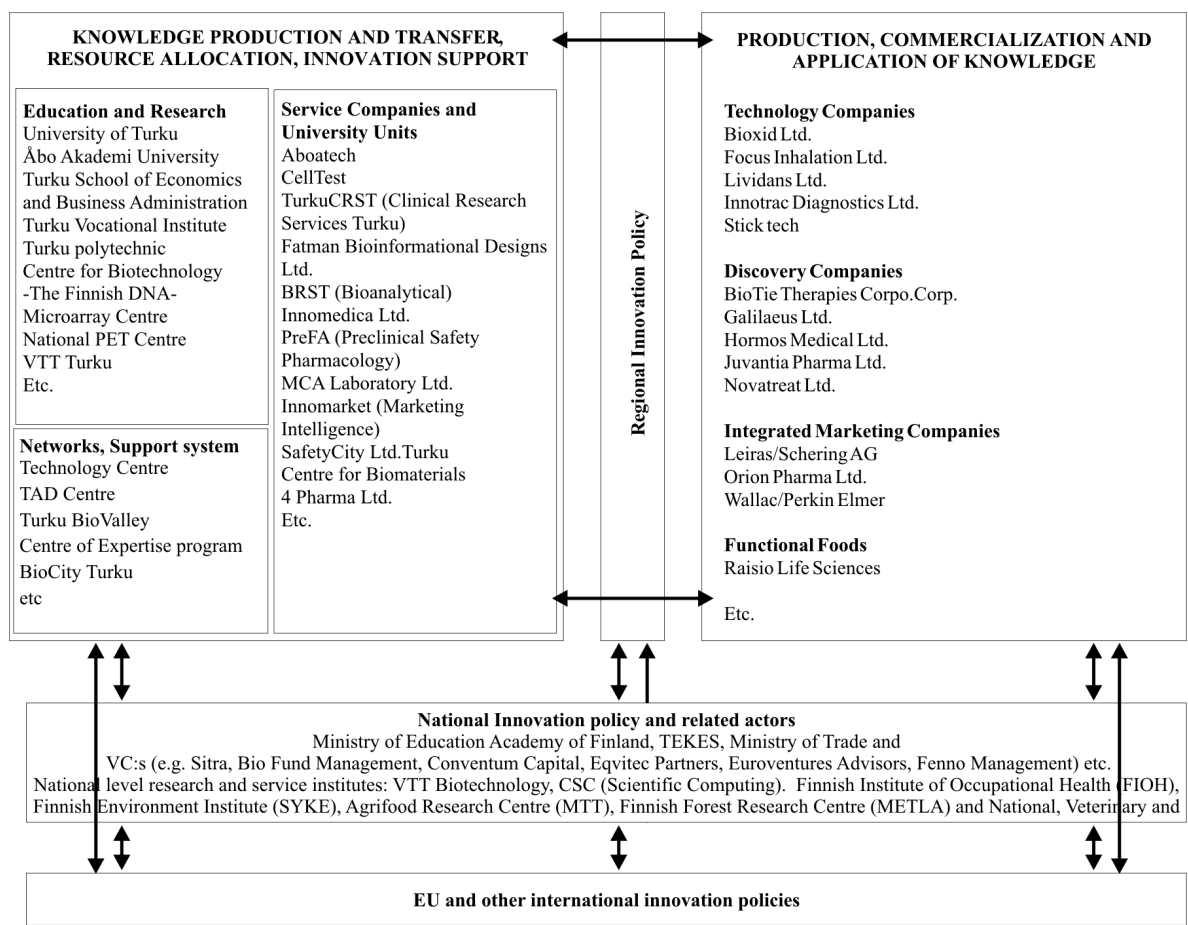 KNOWLEDGE PRODUCTION AND TRANSFER,
RESOURCE ALLOCATION, INNOVATION SUPPORT
Education and Research
University of Turku
Åbo Akademi University
Turku School of Economics
and Business Administration
Turku Vocational Institute
Turku polytechnic
Centre for Biotechnology
-The Finnish DNA-
Microarray Centre
National PET Centre
VTT Turku
Etc.
Networks, Support system
Technology Centre
TAD Centre
Turku BioValley
Centre of Expertise program
BioCity Turku
etc
Service Companies and
University Units
Aboatech
CellTest
TurkuCRST (Clinical Research
Services Turku)
Fatman Bioinformational Designs
Ltd.
BRST (Bioanalytical)
Innomedica Ltd.
PreFA (Preclinical Safety
Pharmacology)
MCA Laboratory Ltd.
Innomarket (Marketing
Intelligence)
SafetyCity Ltd.Turku
Centre for Biomaterials
4 Pharma Ltd.
Etc.
Regional Innovation Policy
PRODUCTION, COMMERCIALIZATION AND
APPLICATION OF KNOWLEDGE
Technology Companies
Bioxid Ltd.
Focus Inhalation Ltd.
Lividans Ltd.
Innotrac Diagnostics Ltd.
Stick tech
Discovery Companies
BioTie Therapies Corpo.Corp.
Galilaeus Ltd.
Hormos Medical Ltd.
Juvantia Pharma Ltd.
Novatreat Ltd.
Integrated Marketing Companies
Leiras/Schering AG
Orion Pharma Ltd.
Wallac/Perkin Elmer
Functional Foods
Raisio Life Sciences
Etc.
National Innovation policy and related actors
Ministry of Education Academy of Finland, TEKES, Ministry of Trade and
VC:s (e.g. Sitra, Bio Fund Management, Conventum Capital, Eqvitec Partners, Euroventures Advisors, Fenno Management) etc.
National level research and service institutes: VTT Biotechnology, CSC (Scientific Computing). Finnish Institute of Occupational Health (FIOH),
Finnish Environment Institute (SYKE), Agrifood Research Centre (MTT), Finnish Forest Research Centre (METLA) and National, Veterinary and
EU and other international innovation policies